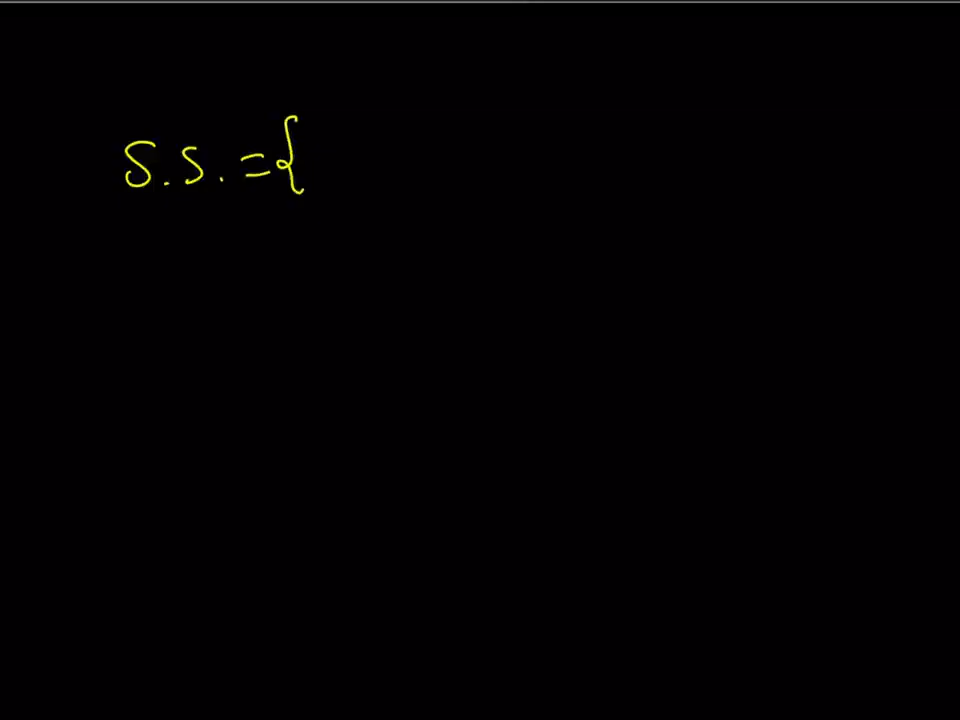 S.S. = {